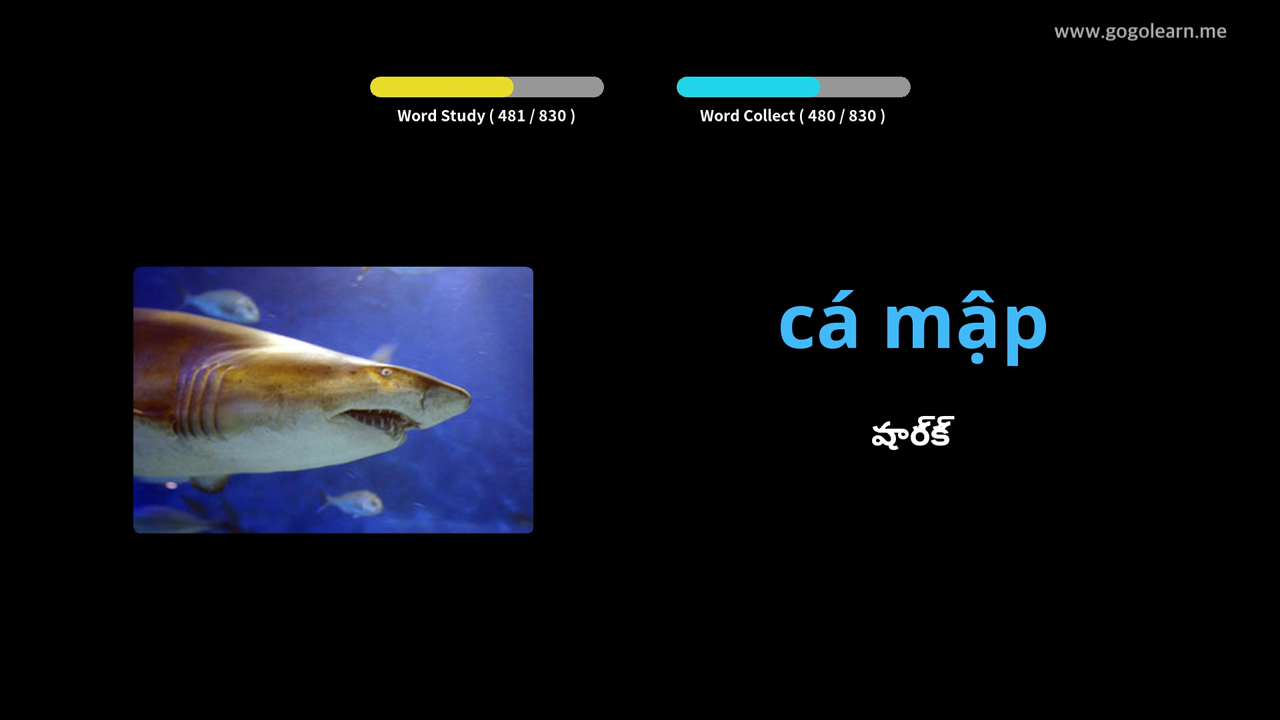 www.gogolearn.me
Word Study ( 481 / 830 )
Word Collect ( 480 / 830 )
cá mập
షార్క్